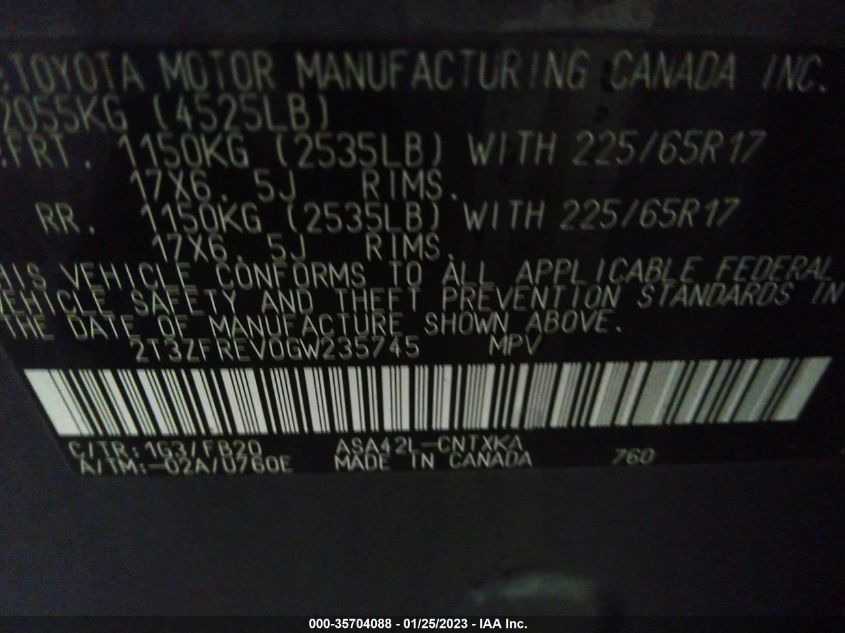 :TOYOTA MOTOR MANUFACTURING CANADA INC.
2055KG (4525LB)
FRT. 1150KG (2535LB) WITH 225/65R17
17X6. 5J RIMS.
RR. 1150KG (2535LB) WITH 225/65R17
17X6. 5J RIMS.
HIS VEHICLE CONFORMS TO ALL APPLICABLE FEDERAL
VEHICLE SAFETY AND THEFT PREVENTION STANDARDS IN
THE DATE OF MANUFACTURE SHOWN ABOVE.
2T3ZFREV0GW235745 MPV
C/TR:1G3/FB20 ASA42L-CNTXKA 760
A/TM:-02A/U760E MADE IN CANADA
000-35704088 - 01/25/2023 - IAA Inc.